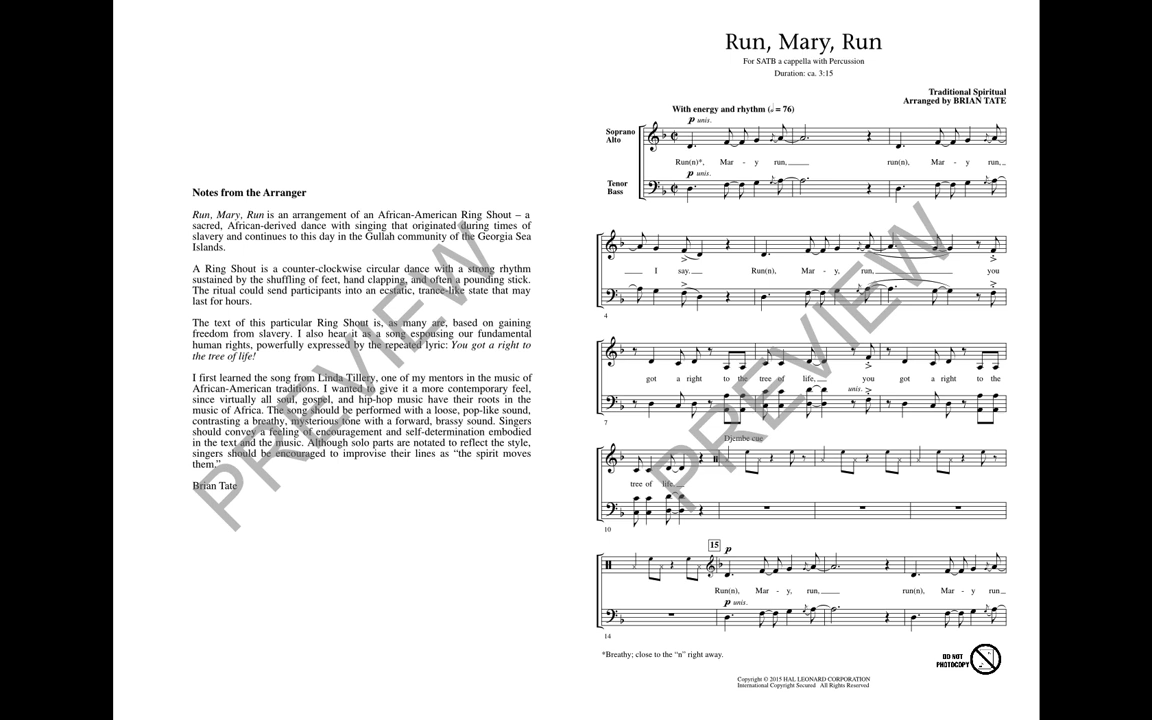 Notes from the Arranger
Run, Mary, Run is an arrangement of an African-American Ring Shout – a
sacred, African-derived dance with singing that originated during times of
slavery and continues to this day in the Gullah community of the Georgia Sea
Islands.
A Ring Shout is a counter-clockwise circular dance with a strong rhythm
sustained by the shuffling of feet, hand clapping, and often a pounding stick.
The ritual could send participants into an ecstatic, trance-like state that may
last for hours.
The text of this particular Ring Shout is, as many are, based on gaining
freedom from slavery. I also hear it as a song espousing our fundamental
human rights, powerfully expressed by the repeated lyric: You got a right to
the tree of life!
I first learned the song from Linda Tillery, one of my mentors in the music of
African-American traditions. I wanted to give it a more contemporary feel,
since virtually all soul, gospel, and hip-hop music have their roots in the
music of Africa. The song should be performed with a loose, pop-like sound,
contrasting a breathy, mysterious tone with a forward, brassy sound. Singers
should convey a feeling of encouragement and self-determination embodied
in the text and the music. Although solo parts are notated to reflect the style,
singers should be encouraged to improvise their lines as “the spirit moves
them.”
Brian Tate
PREVIEW
Run, Mary, Run
For SATB a cappella with Percussion
Duration: ca. 3:15
Traditional Spiritual
Arranged by BRIAN TATE
With energy and rhythm (𝅗𝅥 = 76)
p unis.
Soprano
Alto
Run(n)*, Mar - y run, run(n), Mar - y run,
p unis.
Tenor
Bass
I say. Run(n), Mar - y, run, you
4
got a right to the tree of life, you got a right to the
unis.
7
Djembe cue
tree of life.
10
15 p
Run(n), Mar - y, run, run(n), Mar - y run
p unis.
14
*Breathy; close to the “n” right away.
DO NOT
PHOTOCOPY
Copyright © 2015 HAL LEONARD CORPORATION
International Copyright Secured All Rights Reserved
PREVIEW